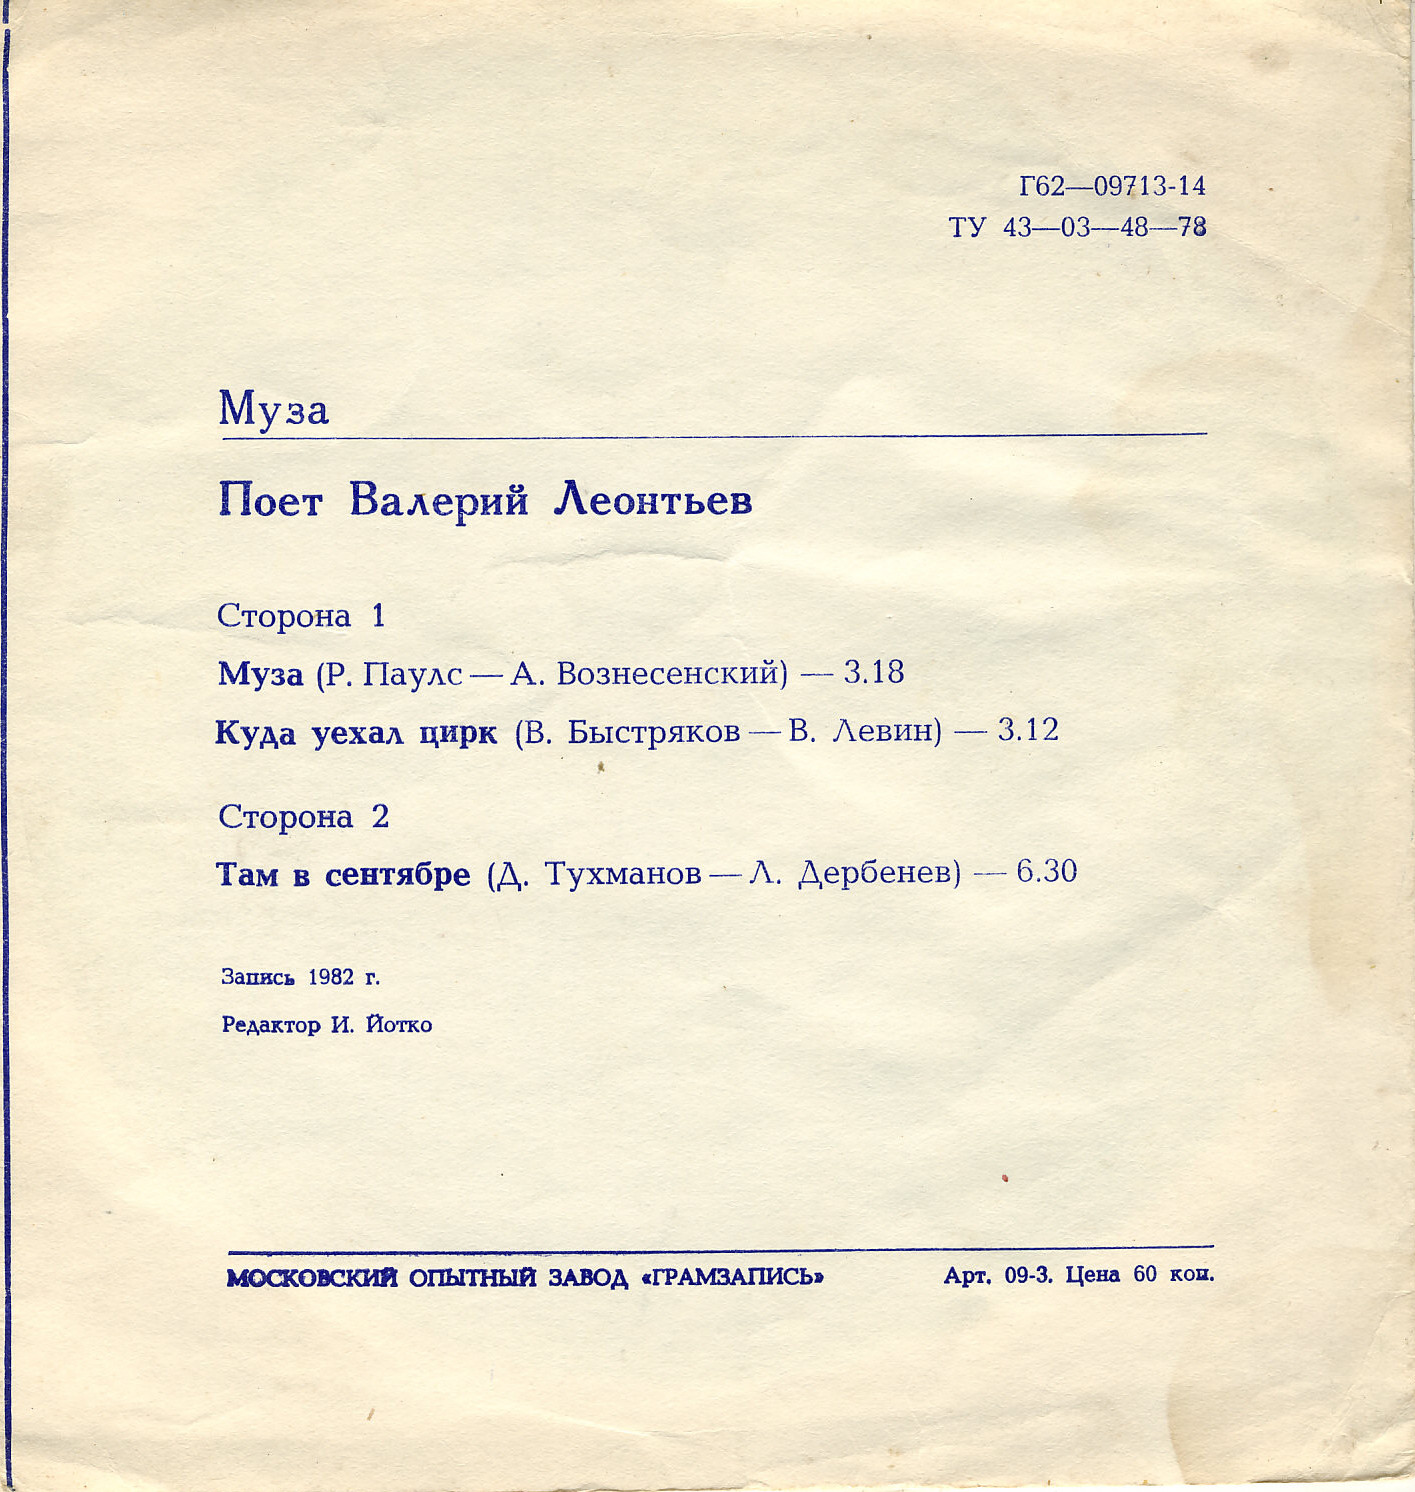 Г62—09713-14
ТУ 43—03—48—78
Муза
Поет Валерий Леонтьев
Сторона 1
Муза (Р. Паулс — А. Вознесенский) — 3.18
Куда уехал цирк (В. Быстряков — В. Левин) — 3.12
Сторона 2
Там в сентябре (Д. Тухманов — Л. Дербенев) — 6.30
Запись 1982 г.
Редактор И. Йотко
МОСКОВСКИЙ ОПЫТНЫЙ ЗАВОД «ГРАМЗАПИСЬ» Арт. 09-3. Цена 60 коп.